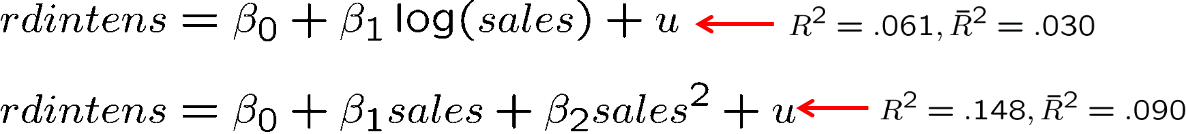 rdintens = β₀ + β₁ log(sales) + u R² = .061, R̄² = .030
rdintens = β₀ + β₁sales + β₂sales² + u R² = .148, R̄² = .090